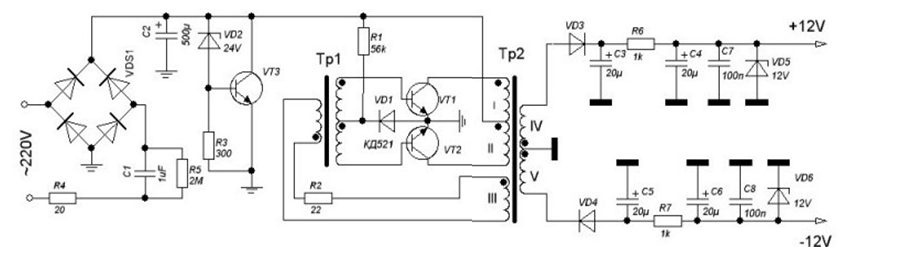 ~220V
R4
20
VDS1
C1
1uF
R5
2M
C2
+
500µ
VD2
24V
R3
300
VT3
R1
56k
Тр1
VD1
КД521
VT1
VT2
R2
22
Тр2
I
II
III
IV
V
VD3
+ C3
20µ
R6
1k
+ C4
20µ
C7
100n
VD5
12V
+12V
VD4
+ C5
20µ
R7
1k
+ C6
20µ
C8
100n
VD6
12V
-12V